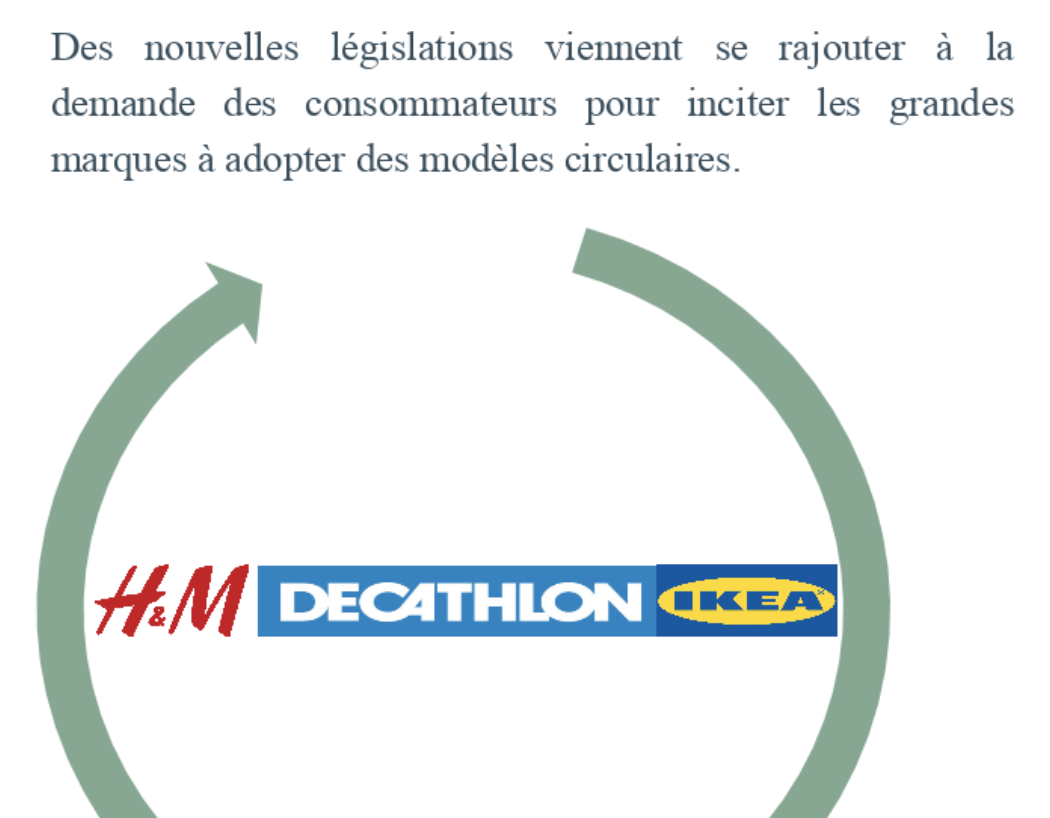 Des nouvelles législations viennent se rajouter à la
demande des consommateurs pour inciter les grandes
marques à adopter des modèles circulaires.
H&M DECATHLON IKEA